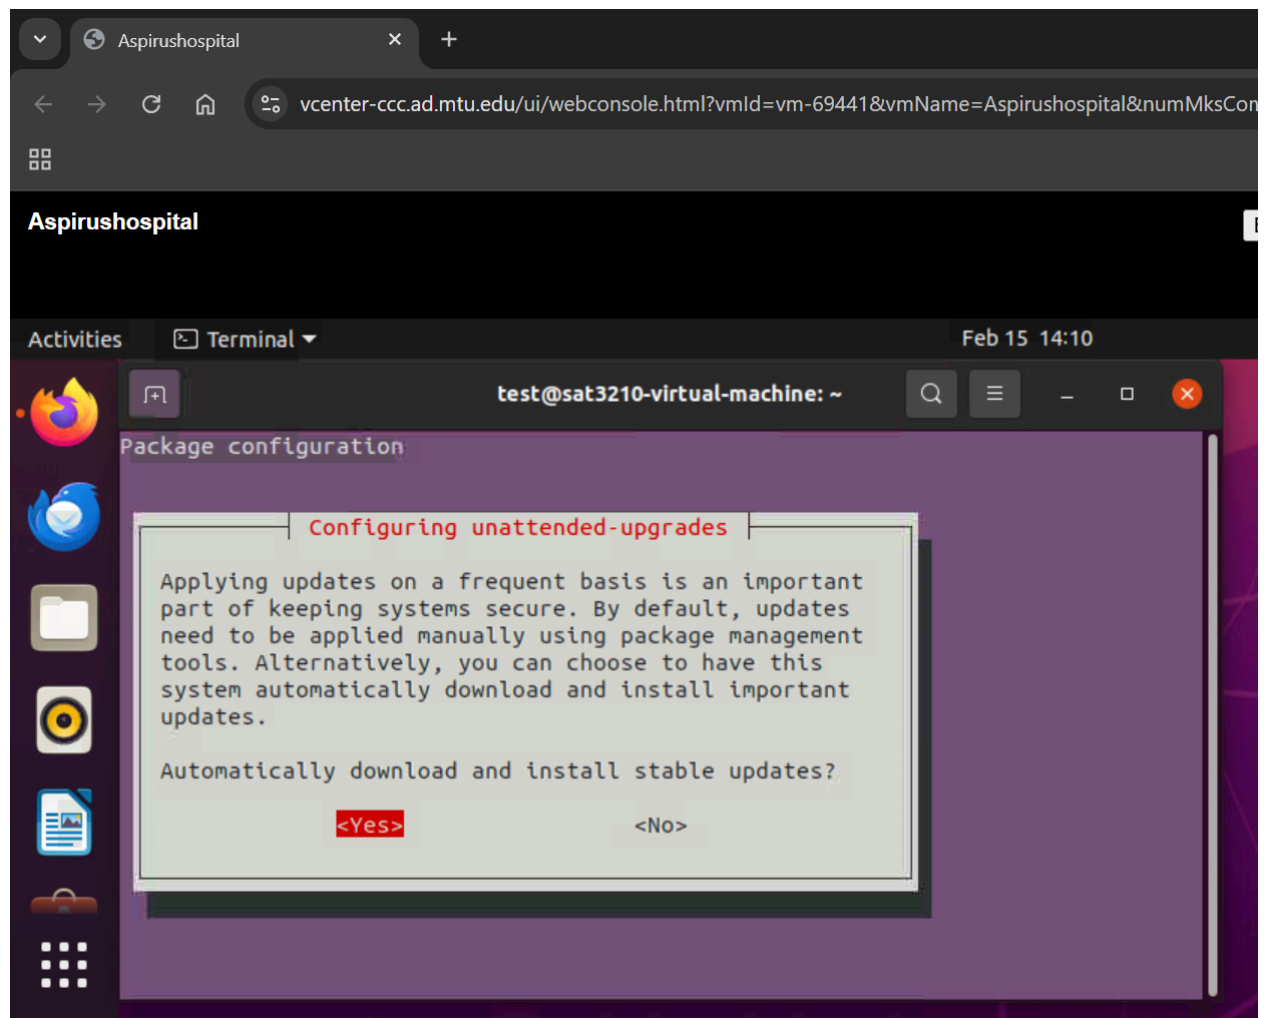 Aspirushospital
vcenter-ccc.ad.mtu.edu/ui/webconsole.html?vmId=vm-69441&vmName=Aspirushospital&numMksCon
Aspirushospital
Activities
Terminal
Feb 15 14:10
test@sat3210-virtual-machine: ~
Package configuration
Configuring unattended-upgrades
Applying updates on a frequent basis is an important
part of keeping systems secure. By default, updates
need to be applied manually using package management
tools. Alternatively, you can choose to have this
system automatically download and install important
updates.
Automatically download and install stable updates?
<Yes>
<No>